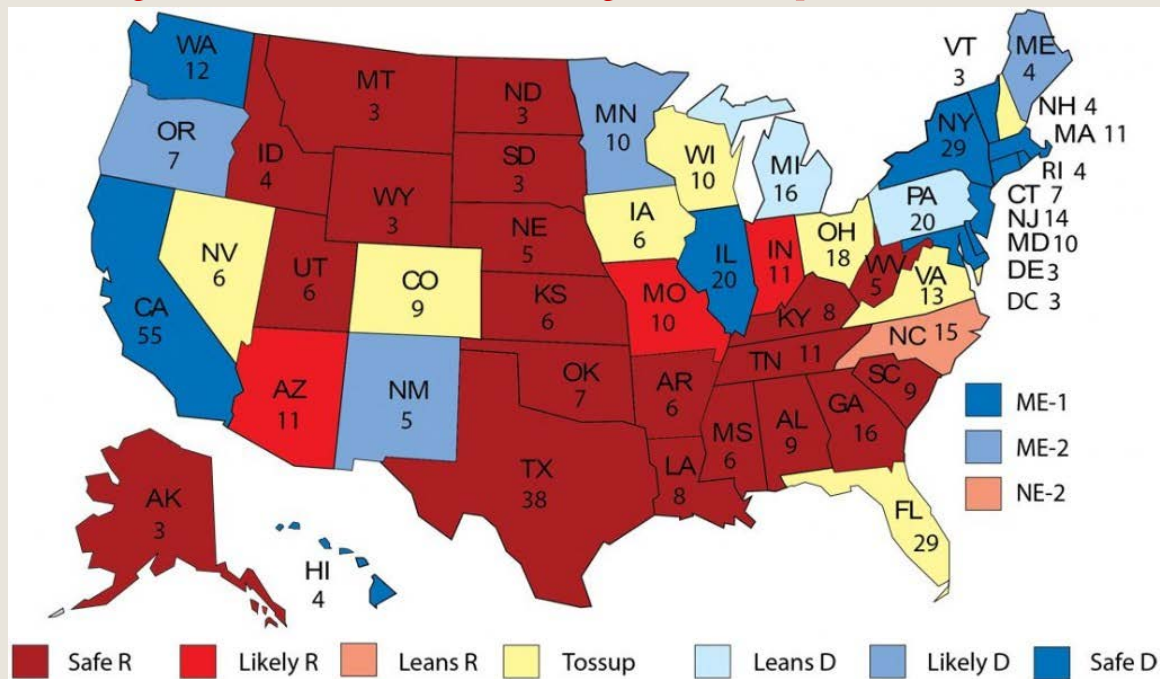 WA
12
OR
7
CA
55
NV
6
ID
4
MT
3
WY
3
UT
6
AZ
11
CO
9
NM
5
ND
3
SD
3
NE
5
KS
6
OK
7
TX
38
MN
10
IA
6
MO
10
AR
6
LA
8
WI
10
IL
20
MI
16
IN
11
OH
18
KY 8
TN 11
MS
6
AL
9
GA
16
FL
29
SC
9
NC 15
VA
13
WV
5
PA
20
NY
29
VT
3
ME
4
NH 4
MA 11
RI 4
CT 7
NJ 14
MD 10
DE 3
DC 3
AK
3
HI
4
ME-1
ME-2
NE-2
Safe R
Likely R
Leans R
Tossup
Leans D
Likely D
Safe D